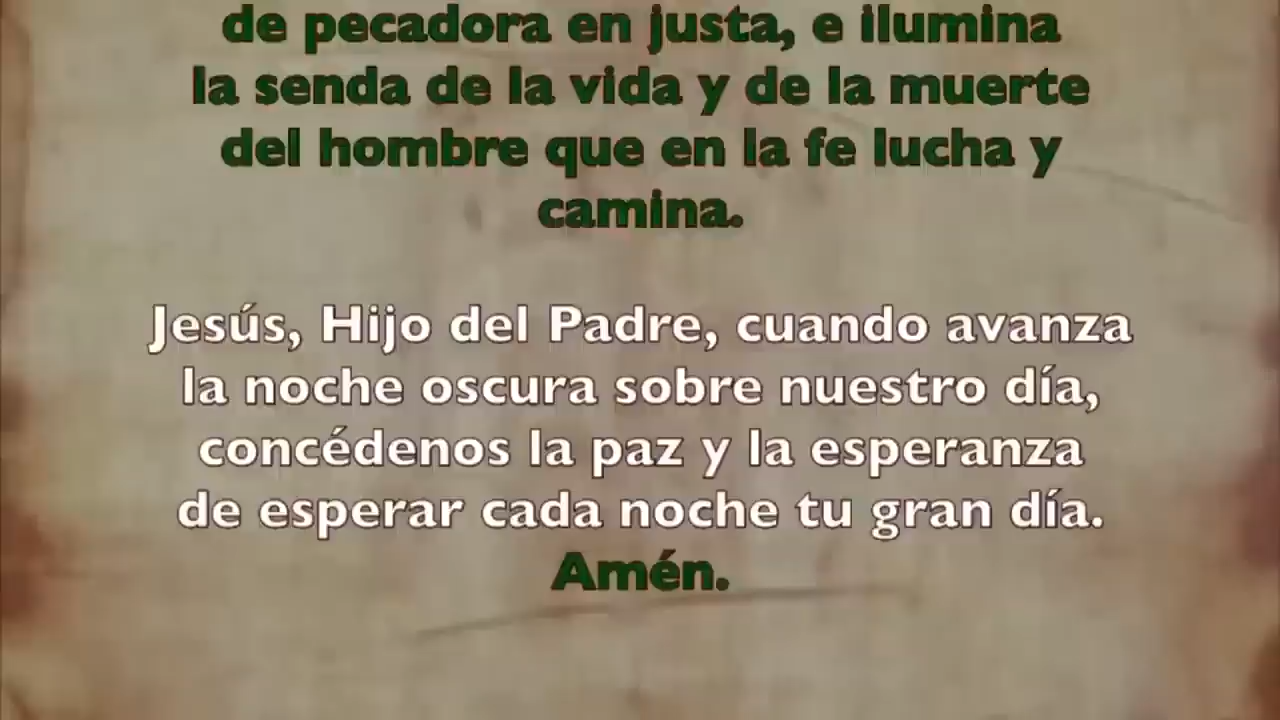 de pecadora en justa, e ilumina
la senda de la vida y de la muerte
del hombre que en la fe lucha y
camina.
Jesús, Hijo del Padre, cuando avanza
la noche oscura sobre nuestro día,
concédenos la paz y la esperanza
de esperar cada noche tu gran día.
Amén.